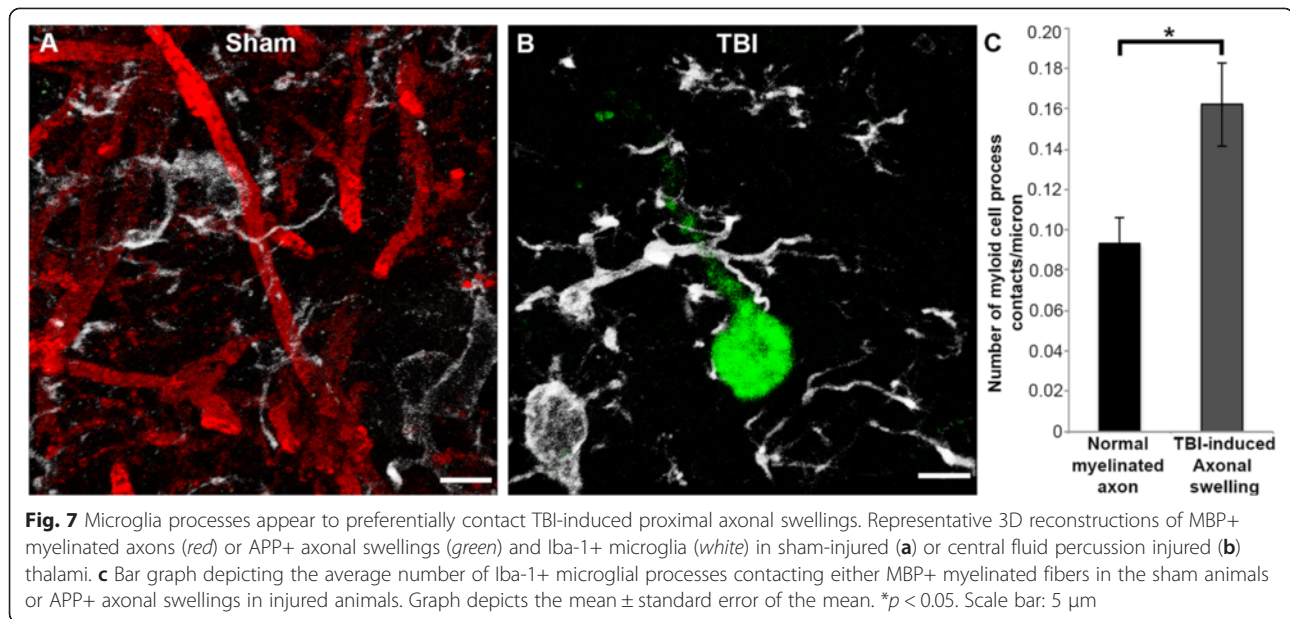 A
Sham
B
TBI
C
Number of myloid cell process
contacts/micron
0.20
*
0.18
0.16
0.14
0.12
0.10
0.08
0.06
0.04
0.02
0
Normal
myelinated
axon
TBI-induced
Axonal
swelling
Fig. 7 Microglia processes appear to preferentially contact TBI-induced proximal axonal swellings. Representative 3D reconstructions of MBP+
myelinated axons (red) or APP+ axonal swellings (green) and Iba-1+ microglia (white) in sham-injured (a) or central fluid percussion injured (b)
thalami. c Bar graph depicting the average number of Iba-1+ microglial processes contacting either MBP+ myelinated fibers in the sham animals
or APP+ axonal swellings in injured animals. Graph depicts the mean ± standard error of the mean. *p < 0.05. Scale bar: 5 μm